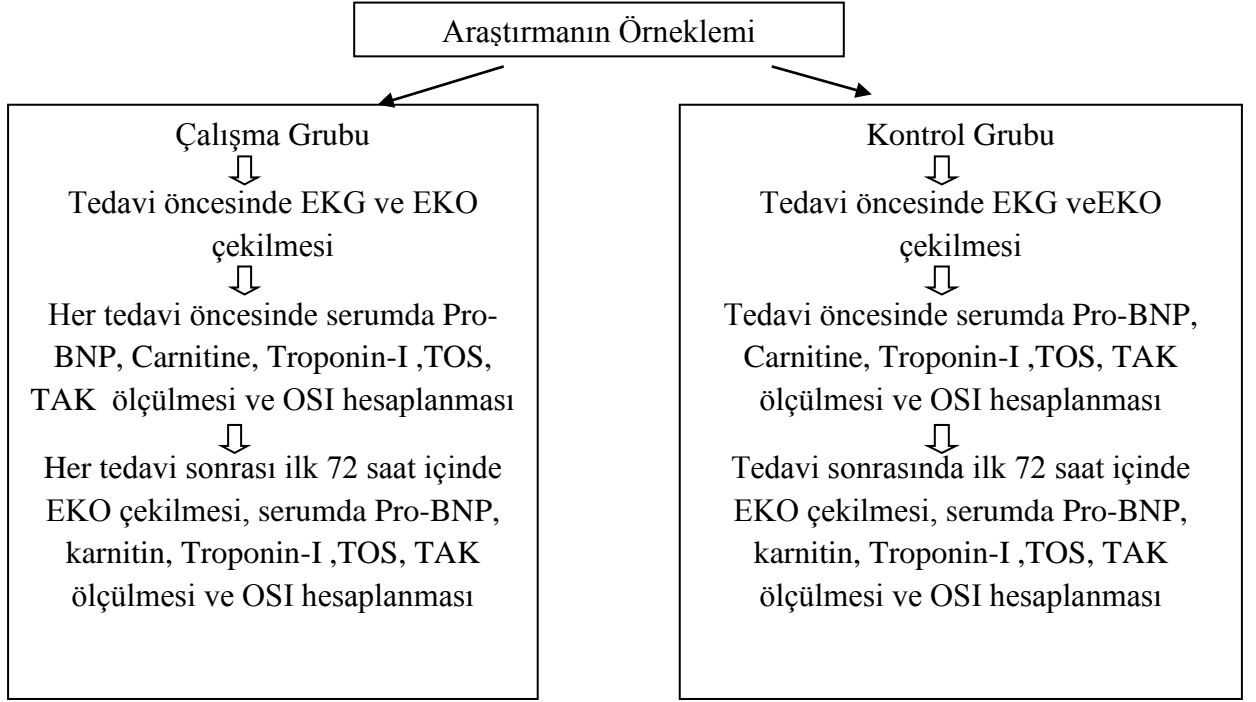 Araştırmanın Örneklemi
Çalışma Grubu
Tedavi öncesinde EKG ve EKO
çekilmesi
Her tedavi öncesinde serumda Pro-
BNP, Carnitine, Troponin-I ,TOS,
TAK ölçülmesi ve OSI hesaplanması
Her tedavi sonrası ilk 72 saat içinde
EKO çekilmesi, serumda Pro-BNP,
karnitin, Troponin-I ,TOS, TAK
ölçülmesi ve OSI hesaplanması
Kontrol Grubu
Tedavi öncesinde EKG veEKO
çekilmesi
Tedavi öncesinde serumda Pro-BNP,
Carnitine, Troponin-I ,TOS, TAK
ölçülmesi ve OSI hesaplanması
Tedavi sonrasında ilk 72 saat içinde
EKO çekilmesi, serumda Pro-BNP,
karnitin, Troponin-I ,TOS, TAK
ölçülmesi ve OSI hesaplanması